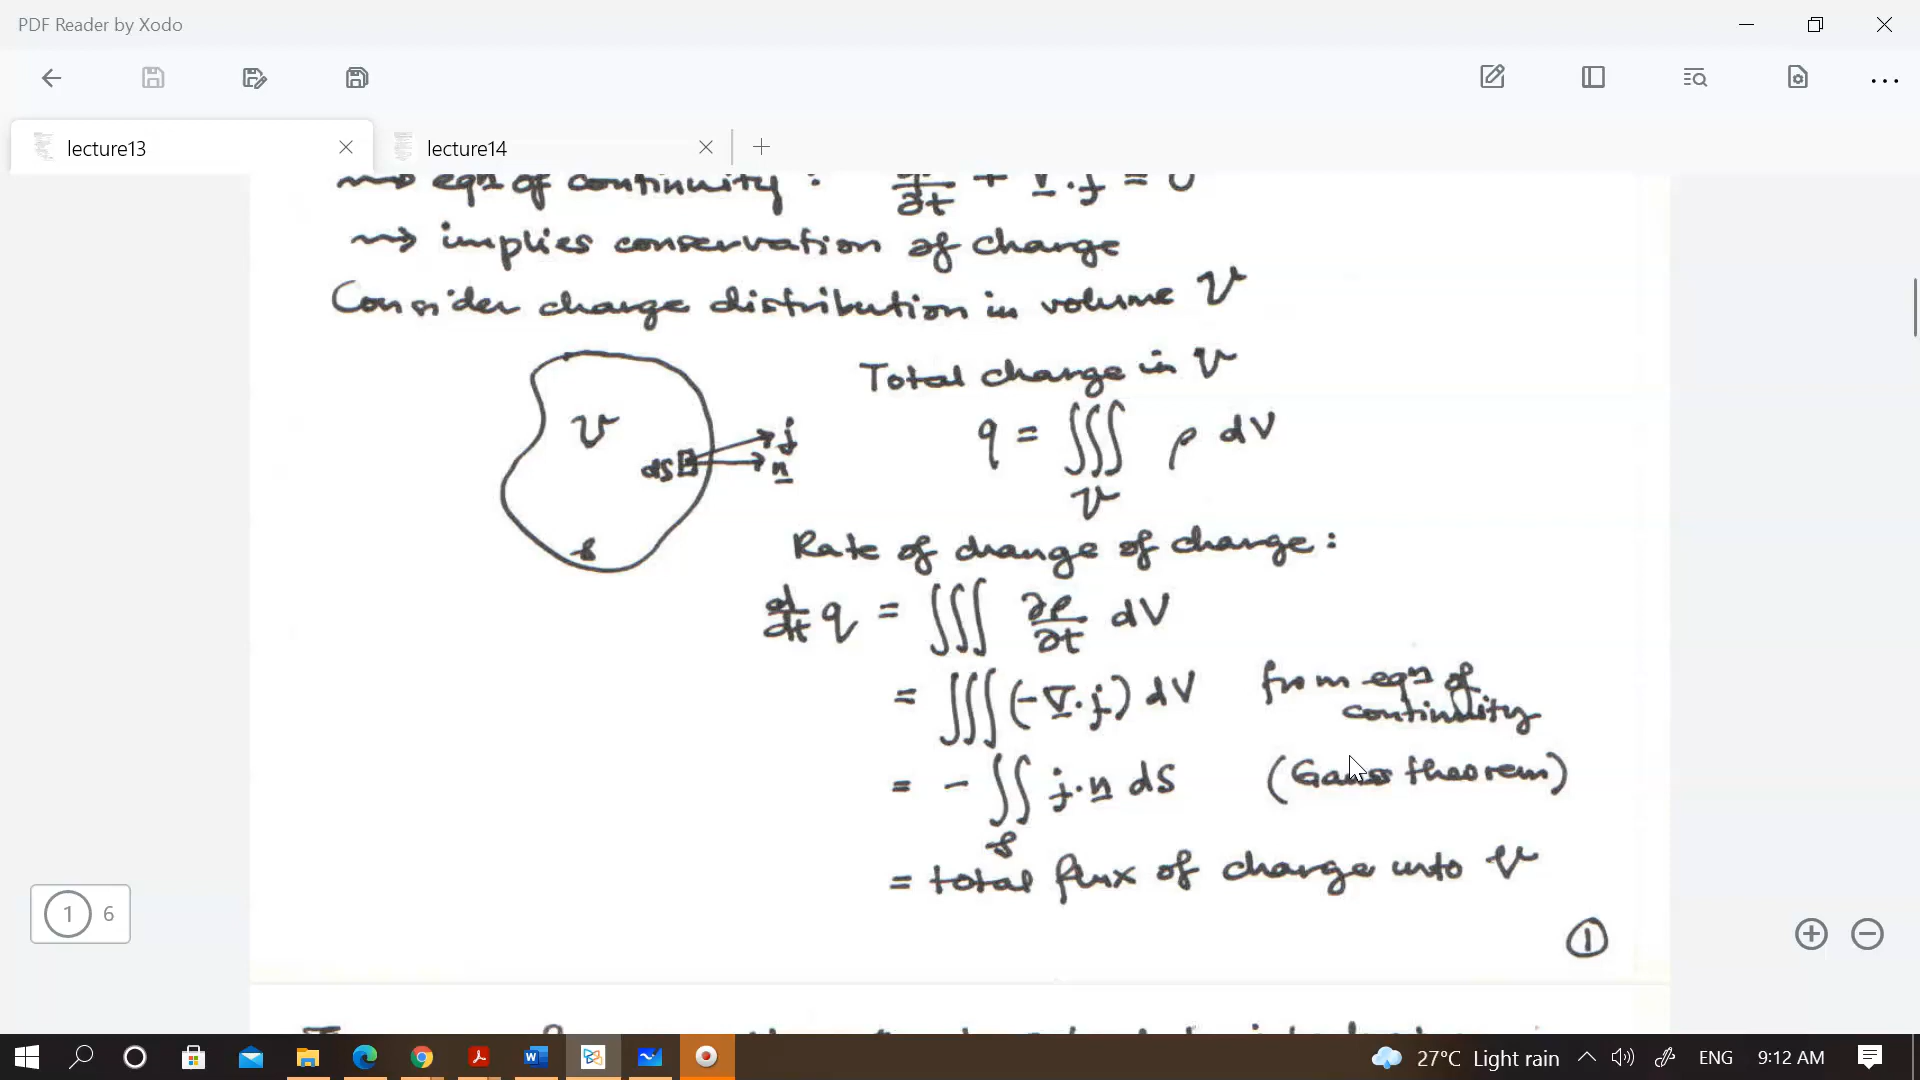 PDF Reader by Xodo
lecture13
lecture14
⇝ eqn of continuity : ∂ρ/∂t + ∇·j = 0
⇝ implies conservation of charge
Consider charge distribution in volume V
V
dS
j
n
S
Total charge in V
q = ∭_V ρ dV
Rate of change of charge :
d/dt q = ∭ ∂ρ/∂t dV
= ∭ (-∇·j) dV from eqn of continuity
= - ∬_S j·n dS (Gauss theorem)
= total flux of charge into V
1
1 6
27°C Light rain
ENG
9:12 AM